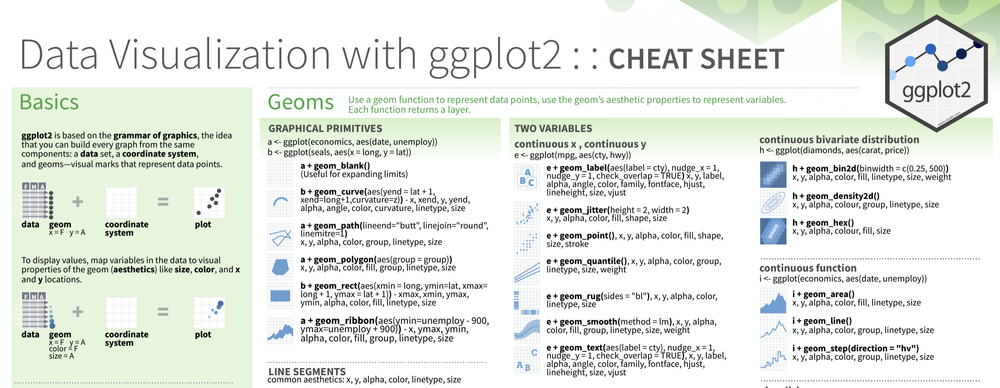 Data Visualization with ggplot2 : : CHEAT SHEET
ggplot2
www.rstudio.com
Basics
ggplot2 is based on the grammar of graphics, the idea
that you can build every graph from the same
components: a data set, a coordinate system,
and geoms—visual marks that represent data points.
F M A
data
geom
x = F · y = A
coordinate
system
plot
To display values, map variables in the data to visual
properties of the geom (aesthetics) like size, color, and x
and y locations.
F M A
data
geom
x = F · y = A
color = F
size = A
coordinate
system
plot
Geoms
Use a geom function to represent data points, use the geom’s aesthetic properties to represent variables.
Each function returns a layer.
GRAPHICAL PRIMITIVES
a <- ggplot(economics, aes(date, unemploy))
b <- ggplot(seals, aes(x = long, y = lat))
a + geom_blank()
(Useful for expanding limits)
b + geom_curve(aes(yend = lat + 1,
xend=long+1,curvature=z)) - x, xend, y, yend,
alpha, angle, color, curvature, linetype, size
a + geom_path(lineend="butt", linejoin="round",
linemitre=1)
x, y, alpha, color, group, linetype, size
a + geom_polygon(aes(group = group))
x, y, alpha, color, fill, group, linetype, size
b + geom_rect(aes(xmin = long, ymin=lat, xmax=
long + 1, ymax = lat + 1)) - xmax, xmin, ymax,
ymin, alpha, color, fill, linetype, size
a + geom_ribbon(aes(ymin=unemploy - 900,
ymax=unemploy + 900)) - x, ymax, ymin,
alpha, color, fill, group, linetype, size
LINE SEGMENTS
common aesthetics: x, y, alpha, color, linetype, size
TWO VARIABLES
continuous x , continuous y
e <- ggplot(mpg, aes(cty, hwy))
A
B C
e + geom_label(aes(label = cty), nudge_x = 1,
nudge_y = 1, check_overlap = TRUE) x, y, label,
alpha, angle, color, family, fontface, hjust,
lineheight, size, vjust
e + geom_jitter(height = 2, width = 2)
x, y, alpha, color, fill, shape, size
e + geom_point(), x, y, alpha, color, fill, shape,
size, stroke
e + geom_quantile(), x, y, alpha, color, group,
linetype, size, weight
e + geom_rug(sides = "bl"), x, y, alpha, color,
linetype, size
e + geom_smooth(method = lm), x, y, alpha,
color, fill, group, linetype, size, weight
C
A B
e + geom_text(aes(label = cty), nudge_x = 1,
nudge_y = 1, check_overlap = TRUE), x, y, label,
alpha, angle, color, family, fontface, hjust,
lineheight, size, vjust
continuous bivariate distribution
h <- ggplot(diamonds, aes(carat, price))
h + geom_bin2d(binwidth = c(0.25, 500))
x, y, alpha, color, fill, linetype, size, weight
h + geom_density2d()
x, y, alpha, colour, group, linetype, size
h + geom_hex()
x, y, alpha, colour, fill, size
continuous function
i <- ggplot(economics, aes(date, unemploy))
i + geom_area()
x, y, alpha, color, fill, linetype, size
i + geom_line()
x, y, alpha, color, group, linetype, size
i + geom_step(direction = "hv")
x, y, alpha, color, group, linetype, size